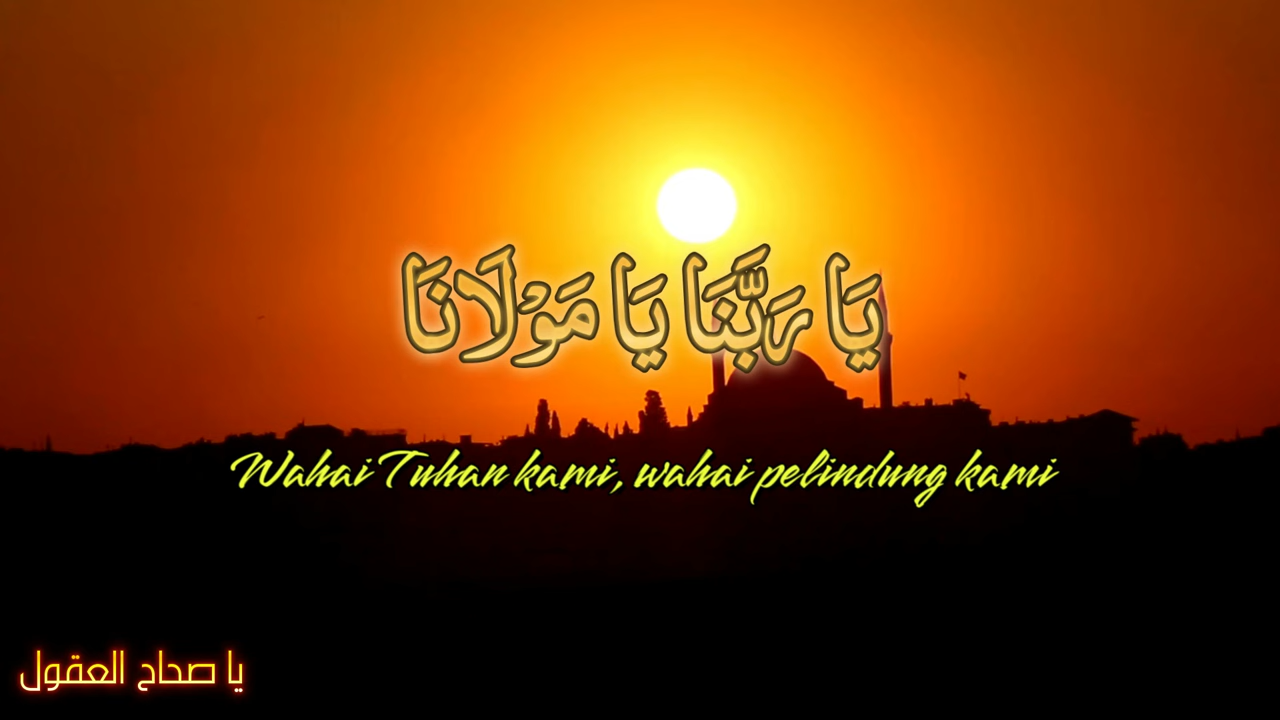 يَا رَبَّنَا يَا مَوْلَانَا
Wahai Tuhan kami, wahai pelindung kami
يا صحاح العقول